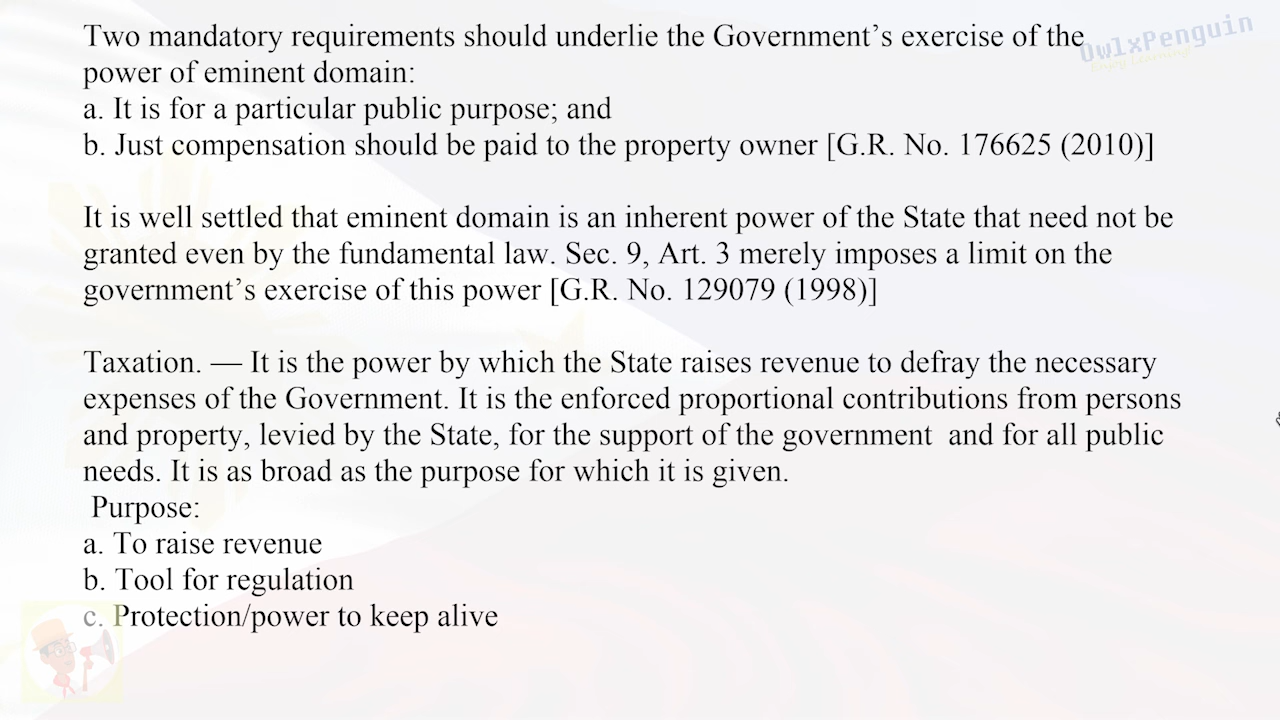 OwlxPenguin
Enjoy Learning!
Two mandatory requirements should underlie the Government’s exercise of the
power of eminent domain:
a. It is for a particular public purpose; and
b. Just compensation should be paid to the property owner [G.R. No. 176625 (2010)]
It is well settled that eminent domain is an inherent power of the State that need not be
granted even by the fundamental law. Sec. 9, Art. 3 merely imposes a limit on the
government’s exercise of this power [G.R. No. 129079 (1998)]
Taxation. — It is the power by which the State raises revenue to defray the necessary
expenses of the Government. It is the enforced proportional contributions from persons
and property, levied by the State, for the support of the government  and for all public
needs. It is as broad as the purpose for which it is given.
Purpose:
a. To raise revenue
b. Tool for regulation
c. Protection/power to keep alive